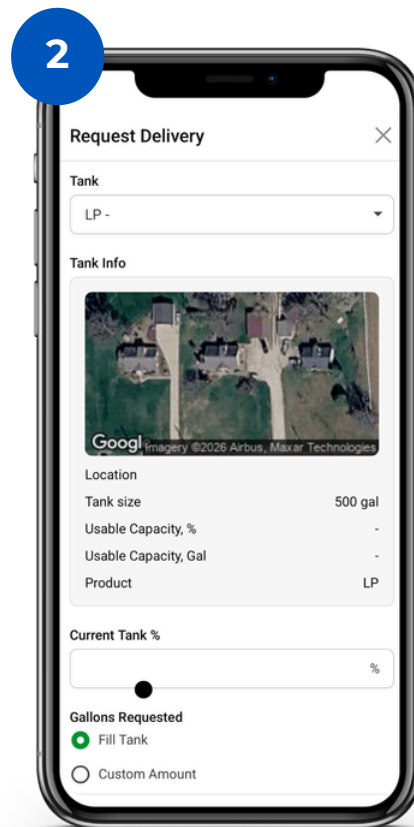 2
Request Delivery
Tank
LP -
Tank Info
Googl
Imagery ©2026 Airbus, Maxar Technologies
Location
Tank size 500 gal
Usable Capacity, % -
Usable Capacity, Gal -
Product LP
Current Tank %
%
Gallons Requested
Fill Tank
Custom Amount